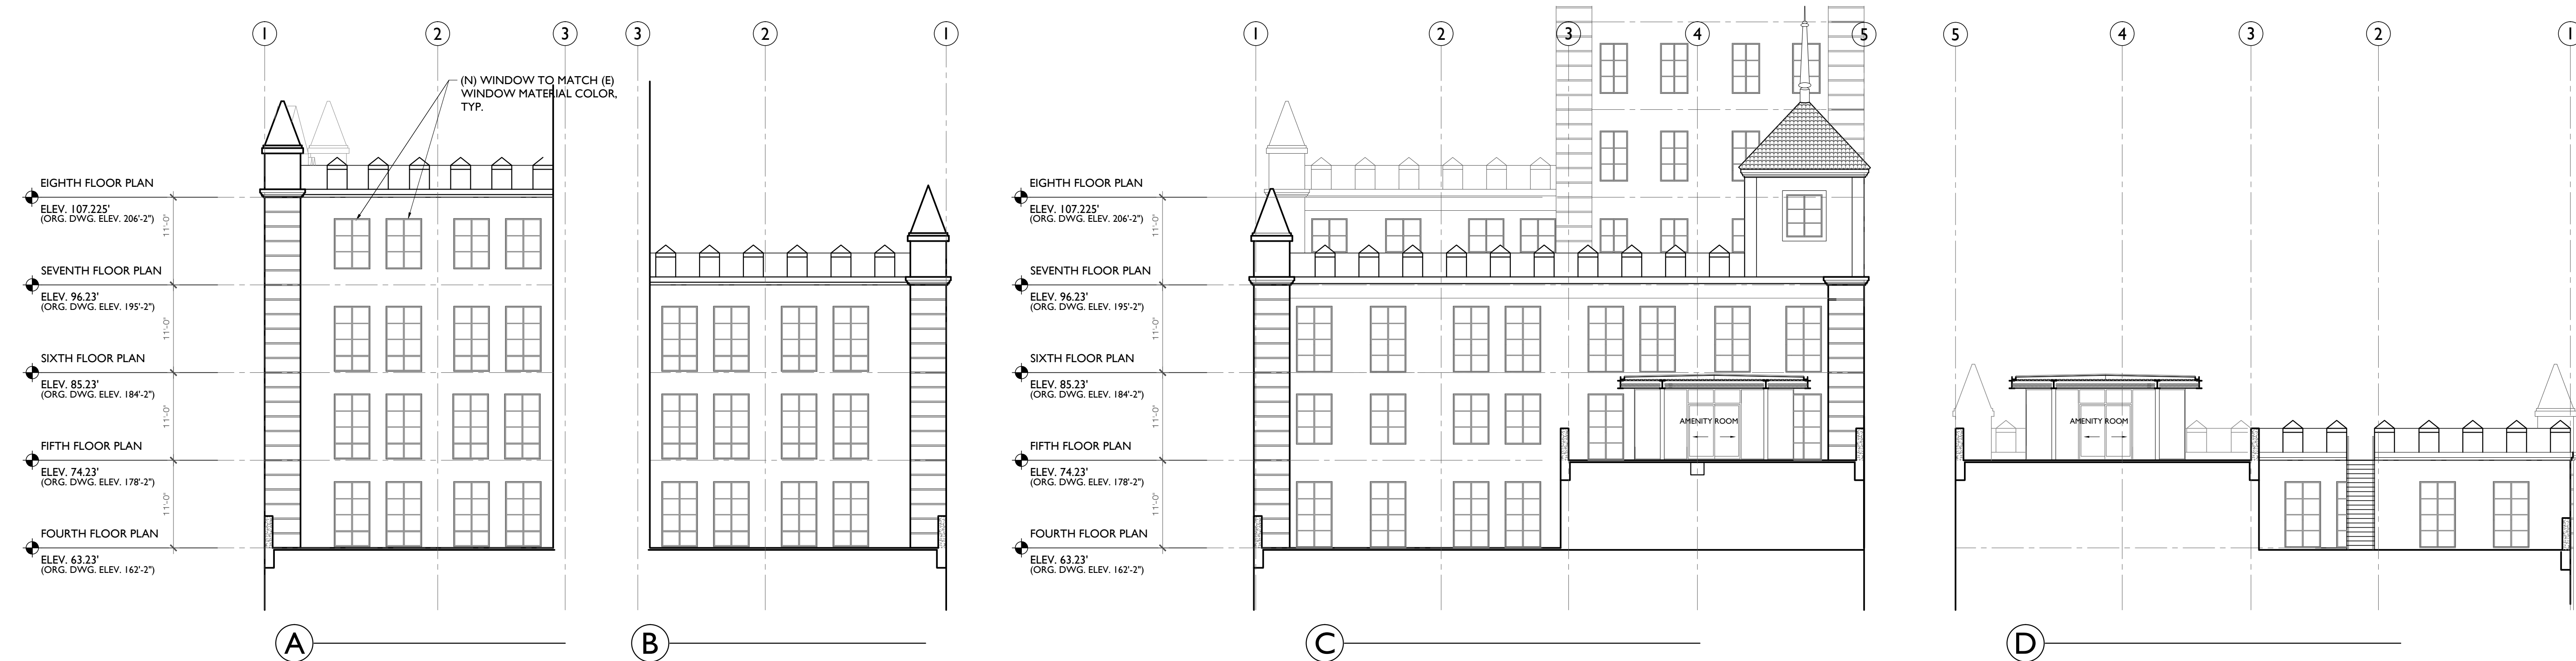 1 2 3 3 2 1 1 2 3 4 5 5 4 3 2 1
(N) WINDOW TO MATCH (E)
WINDOW MATERIAL COLOR,
TYP.
EIGHTH FLOOR PLAN
ELEV. 107.225'
(ORG. DWG. ELEV. 206'-2")
11'-0"
SEVENTH FLOOR PLAN
ELEV. 96.23'
(ORG. DWG. ELEV. 195'-2")
11'-0"
SIXTH FLOOR PLAN
ELEV. 85.23'
(ORG. DWG. ELEV. 184'-2")
11'-0"
FIFTH FLOOR PLAN
ELEV. 74.23'
(ORG. DWG. ELEV. 178'-2")
11'-0"
FOURTH FLOOR PLAN
ELEV. 63.23'
(ORG. DWG. ELEV. 162'-2")
EIGHTH FLOOR PLAN
ELEV. 107.225'
(ORG. DWG. ELEV. 206'-2")
11'-0"
SEVENTH FLOOR PLAN
ELEV. 96.23'
(ORG. DWG. ELEV. 195'-2")
11'-0"
SIXTH FLOOR PLAN
ELEV. 85.23'
(ORG. DWG. ELEV. 184'-2")
11'-0"
FIFTH FLOOR PLAN
ELEV. 74.23'
(ORG. DWG. ELEV. 178'-2")
11'-0"
FOURTH FLOOR PLAN
ELEV. 63.23'
(ORG. DWG. ELEV. 162'-2")
AMENITY ROOM
AMENITY ROOM
A
B
C
D